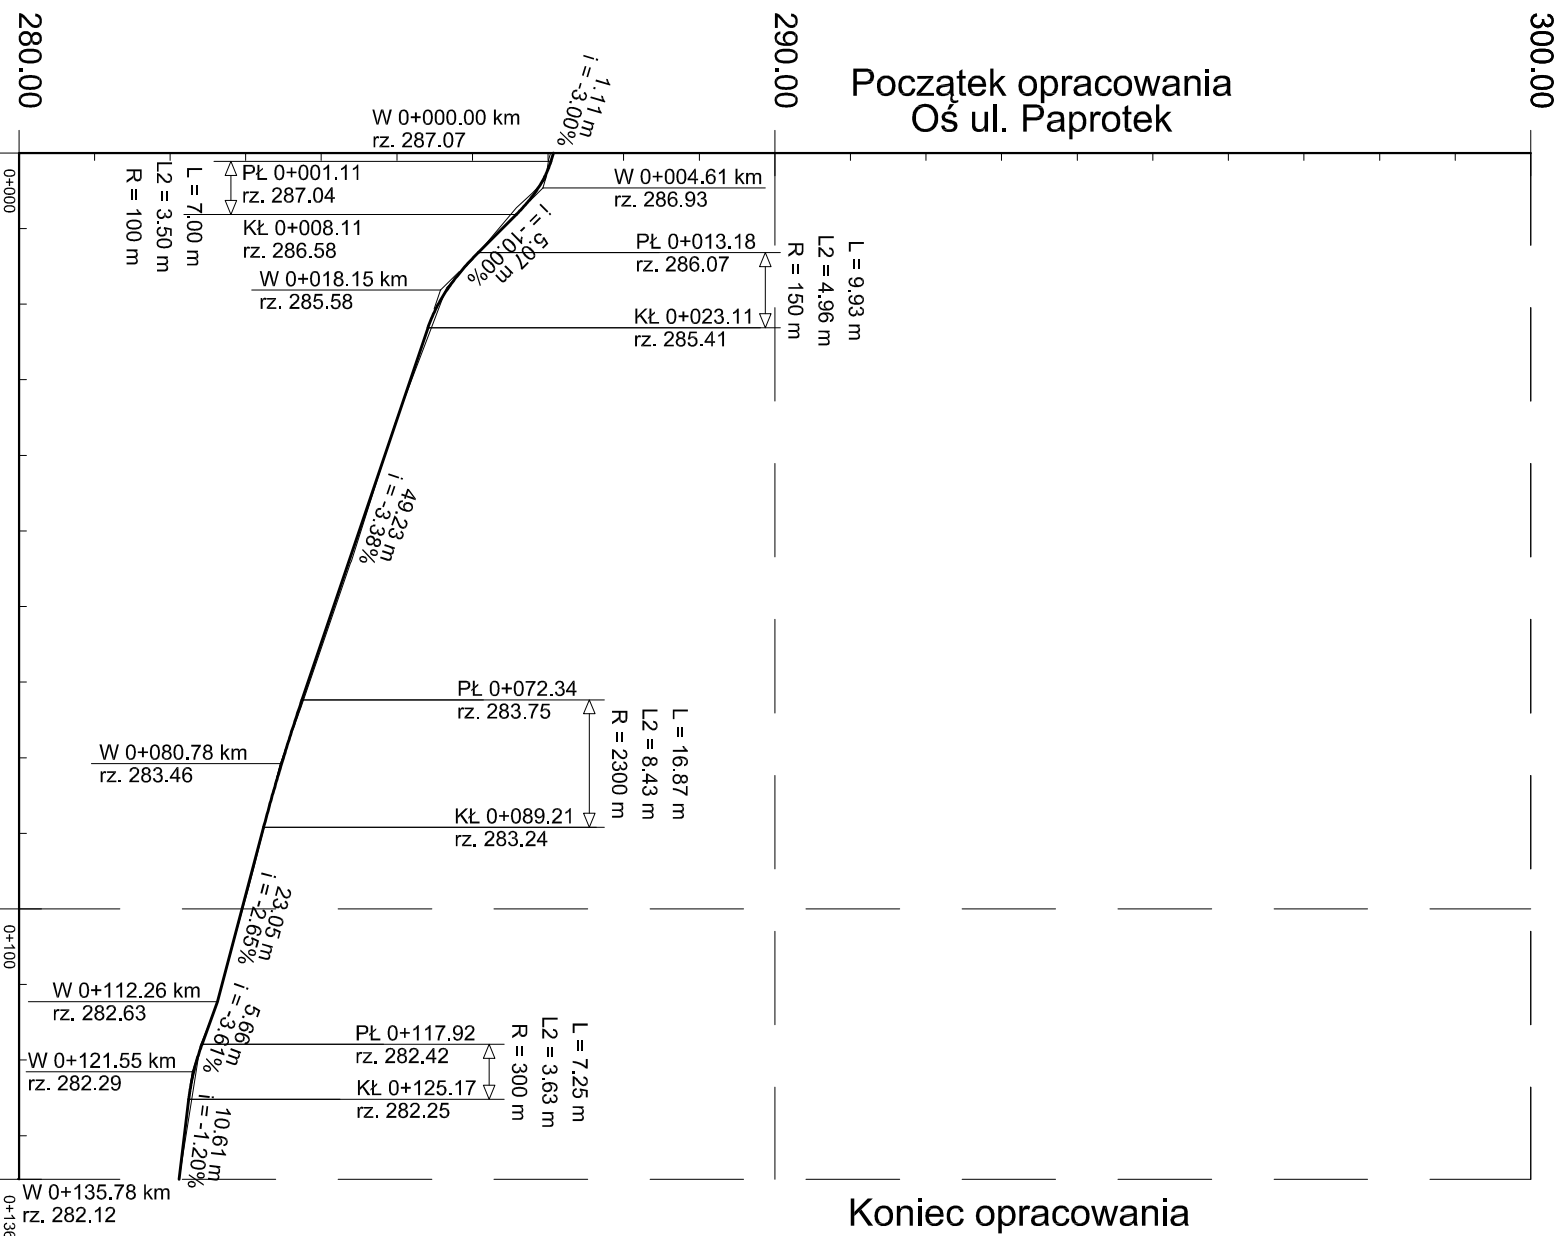 280.00
290.00
300.00
Początek opracowania
Oś ul. Paprotek
1.11 m
i = -3.00%
W 0+000.00 km
rz. 287.07
0+000
PŁ 0+001.11
rz. 287.04
L = 7.00 m
L2 = 3.50 m
R = 100 m
W 0+004.61 km
rz. 286.93
KŁ 0+008.11
rz. 286.58
5.07 m
i = -10.00%
PŁ 0+013.18
rz. 286.07
L = 9.93 m
L2 = 4.96 m
R = 150 m
W 0+018.15 km
rz. 285.58
KŁ 0+023.11
rz. 285.41
49.23 m
i = -3.38%
PŁ 0+072.34
rz. 283.75
L = 16.87 m
L2 = 8.43 m
R = 2300 m
W 0+080.78 km
rz. 283.46
KŁ 0+089.21
rz. 283.24
23.05 m
i = -2.65%
0+100
W 0+112.26 km
rz. 282.63
5.66 m
i = -3.61%
PŁ 0+117.92
rz. 282.42
L = 7.25 m
L2 = 3.63 m
R = 300 m
W 0+121.55 km
rz. 282.29
KŁ 0+125.17
rz. 282.25
10.61 m
i = -1.20%
W 0+135.78 km
rz. 282.12
0+136
Koniec opracowania